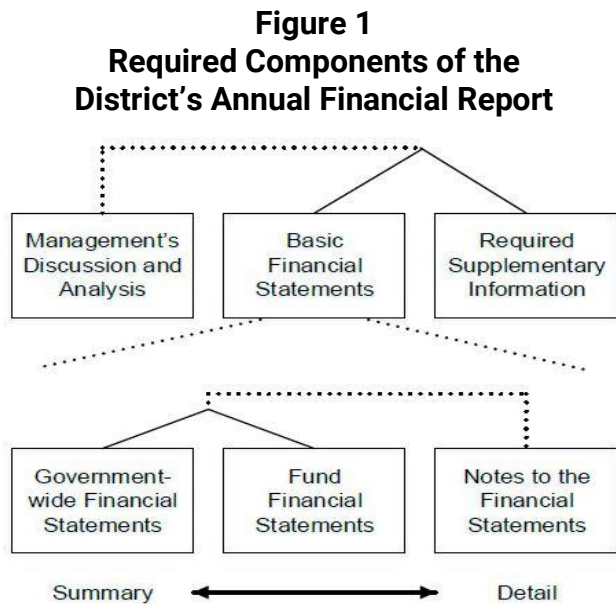 Figure 1
Required Components of the
District's Annual Financial Report
Management's
Discussion and
Analysis
Basic
Financial
Statements
Required
Supplementary
Information
Government-
wide Financial
Statements
Fund
Financial
Statements
Notes to the
Financial
Statements
Summary
Detail